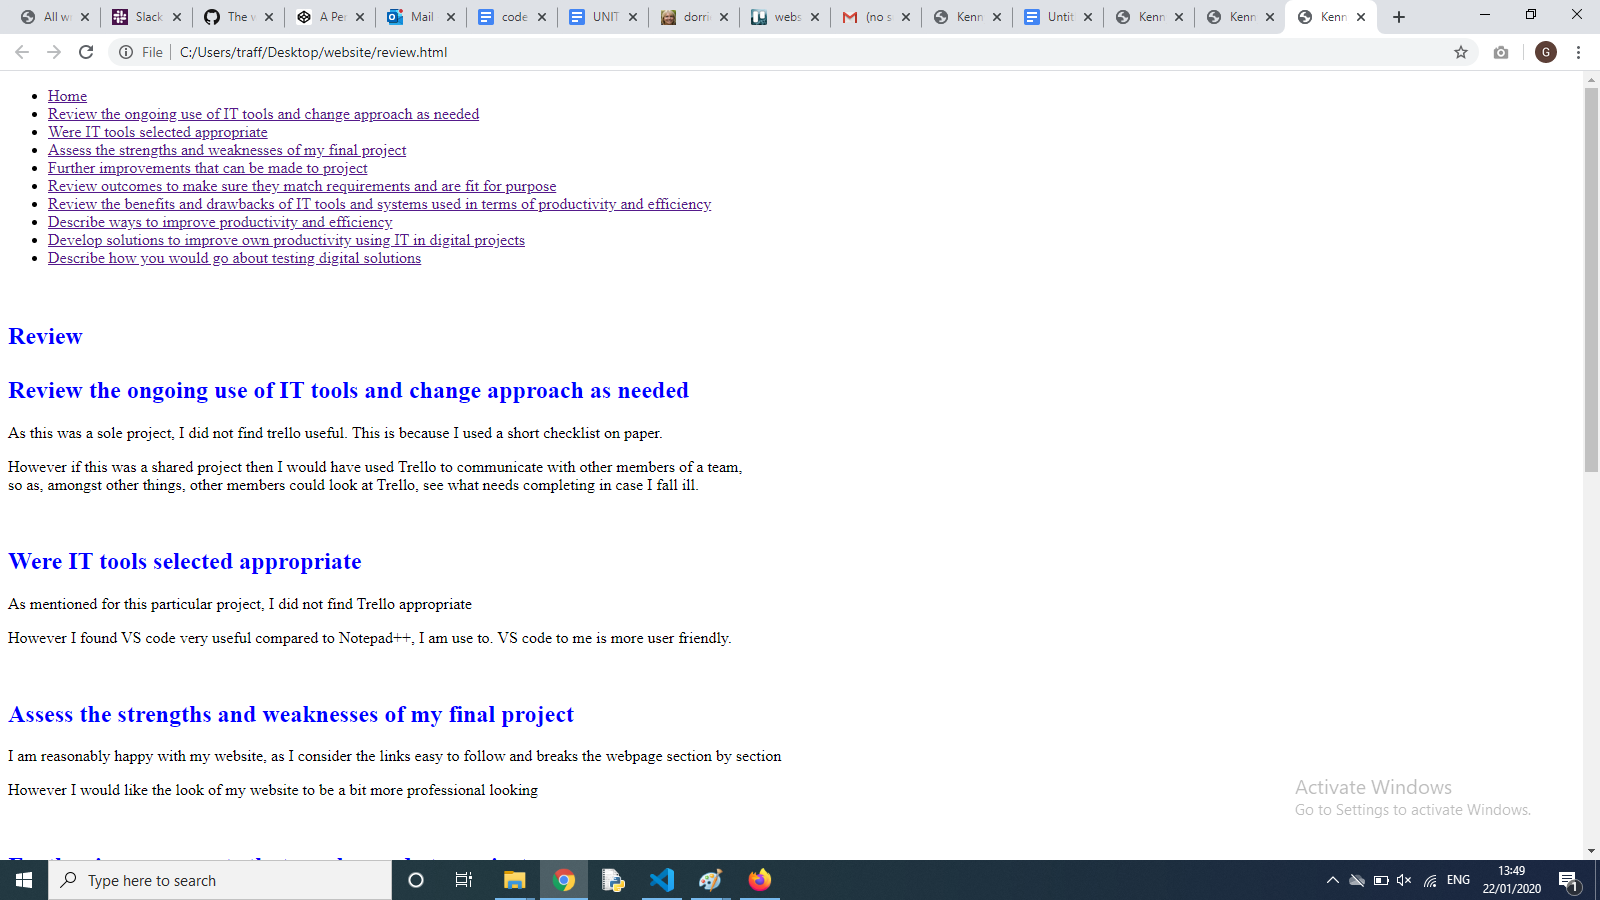 All w
Slack
The v
A Per
Mail
code
UNIT
dorri
webs
(no s
Kenn
Untit
Kenn
Kenn
Kenn
File
C:/Users/traff/Desktop/website/review.html
G
Home
Review the ongoing use of IT tools and change approach as needed
Were IT tools selected appropriate
Assess the strengths and weaknesses of my final project
Further improvements that can be made to project
Review outcomes to make sure they match requirements and are fit for purpose
Review the benefits and drawbacks of IT tools and systems used in terms of productivity and efficiency
Describe ways to improve productivity and efficiency
Develop solutions to improve own productivity using IT in digital projects
Describe how you would go about testing digital solutions
Review
Review the ongoing use of IT tools and change approach as needed
As this was a sole project, I did not find trello useful. This is because I used a short checklist on paper.
However if this was a shared project then I would have used Trello to communicate with other members of a team,
so as, amongst other things, other members could look at Trello, see what needs completing in case I fall ill.
Were IT tools selected appropriate
As mentioned for this particular project, I did not find Trello appropriate
However I found VS code very useful compared to Notepad++, I am use to. VS code to me is more user friendly.
Assess the strengths and weaknesses of my final project
I am reasonably happy with my website, as I consider the links easy to follow and breaks the webpage section by section
However I would like the look of my website to be a bit more professional looking
Activate Windows
Go to Settings to activate Windows.
Type here to search
ENG
13:49
22/01/2020
1